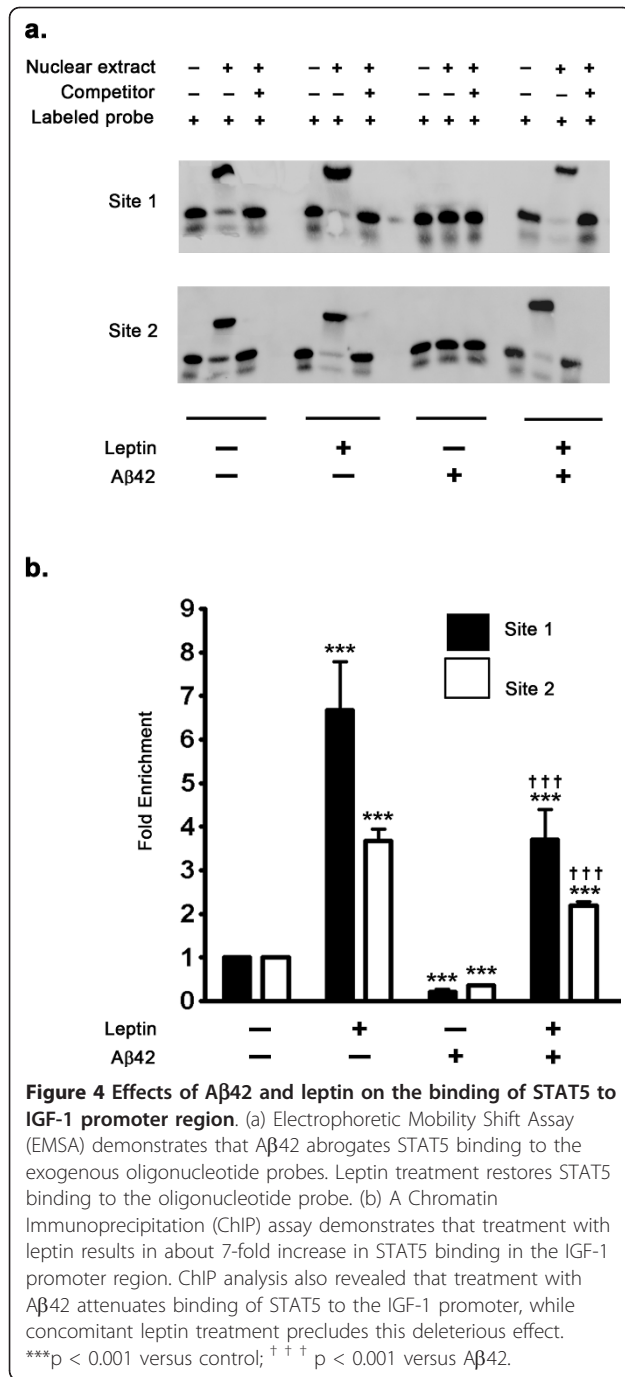 a.
Nuclear extract − + + − + + − + + − + +
Competitor − − + − − + − − + − − +
Labeled probe + + + + + + + + + + + +
Site 1
Site 2
Leptin − + − +
Aβ42 − − + +
b.
9
8
7
6
5
4
3
2
1
0
Fold Enrichment
Site 1
Site 2
***
***
*** ***
†††
***
†††
***
Leptin − + − +
Aβ42 − − + +
Figure 4 Effects of Aβ42 and leptin on the binding of STAT5 to
IGF-1 promoter region. (a) Electrophoretic Mobility Shift Assay
(EMSA) demonstrates that Aβ42 abrogates STAT5 binding to the
exogenous oligonucleotide probes. Leptin treatment restores STAT5
binding to the oligonucleotide probe. (b) A Chromatin
Immunoprecipitation (ChIP) assay demonstrates that treatment with
leptin results in about 7-fold increase in STAT5 binding in the IGF-1
promoter region. ChIP analysis also revealed that treatment with
Aβ42 attenuates binding of STAT5 to the IGF-1 promoter, while
concomitant leptin treatment precludes this deleterious effect.
***p < 0.001 versus control; † † † p < 0.001 versus Aβ42.